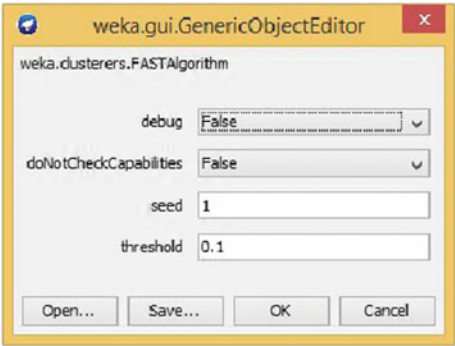 weka.gui.GenericObjectEditor x
weka.clusterers.FASTAlgorithm
debug False
doNotCheckCapabilities False
seed 1
threshold 0.1
Open... Save... OK Cancel